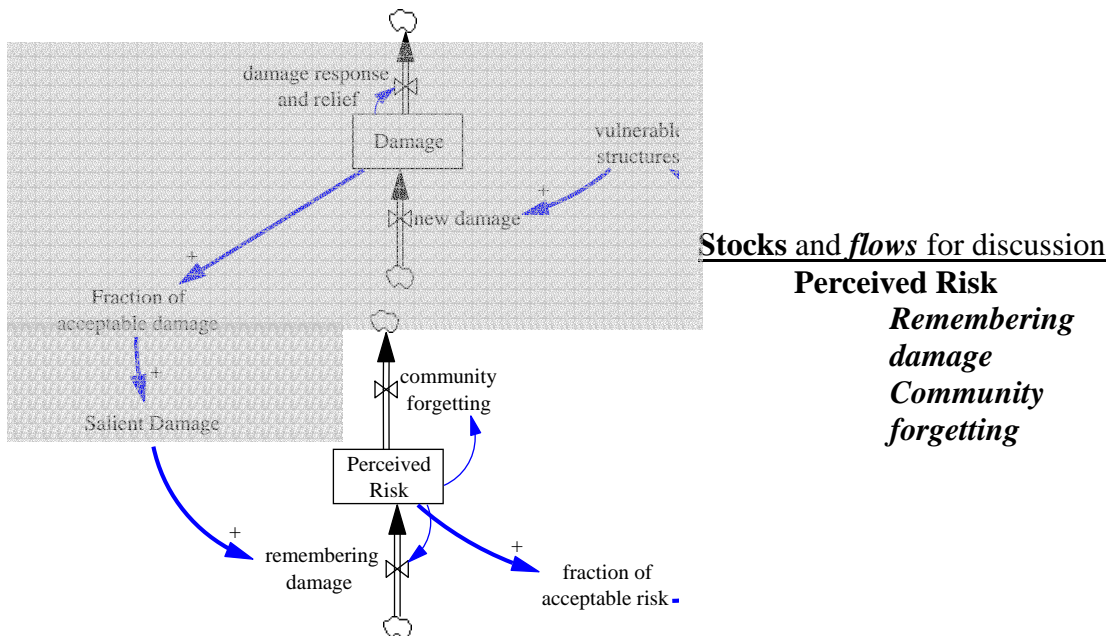 damage response
and relief
Damage
vulnerable
structures
+
new damage
+
Fraction of
acceptable damage
+
Salient Damage
community
forgetting
Perceived
Risk
+
remembering
damage
+
fraction of
acceptable risk
Stocks and flows for discussion
Perceived Risk
Remembering
damage
Community
forgetting